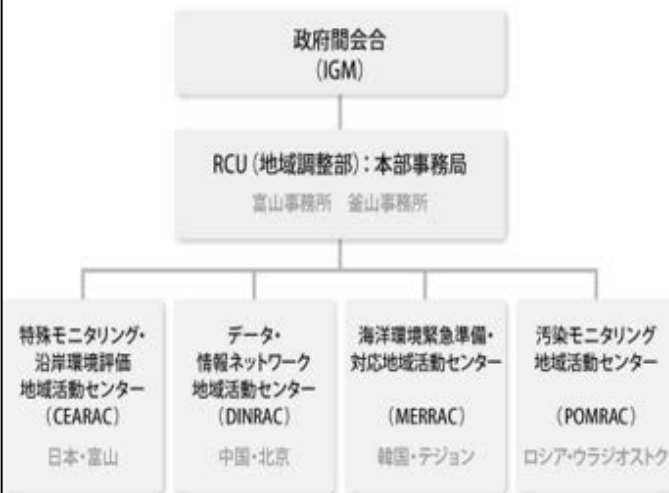 政府間会合
(IGM)
RCU(地域調整部):本部事務局
富山事務所 釜山事務所
特殊モニタリング・
沿岸環境評価
地域活動センター
(CEARAC)
日本・富山
データ・
情報ネットワーク
地域活動センター
(DINRAC)
中国・北京
海洋環境緊急準備・
対応地域活動センター
(MERRAC)
韓国・テジョン
汚染モニタリング
地域活動センター
(POMRAC)
ロシア・ウラジオストク